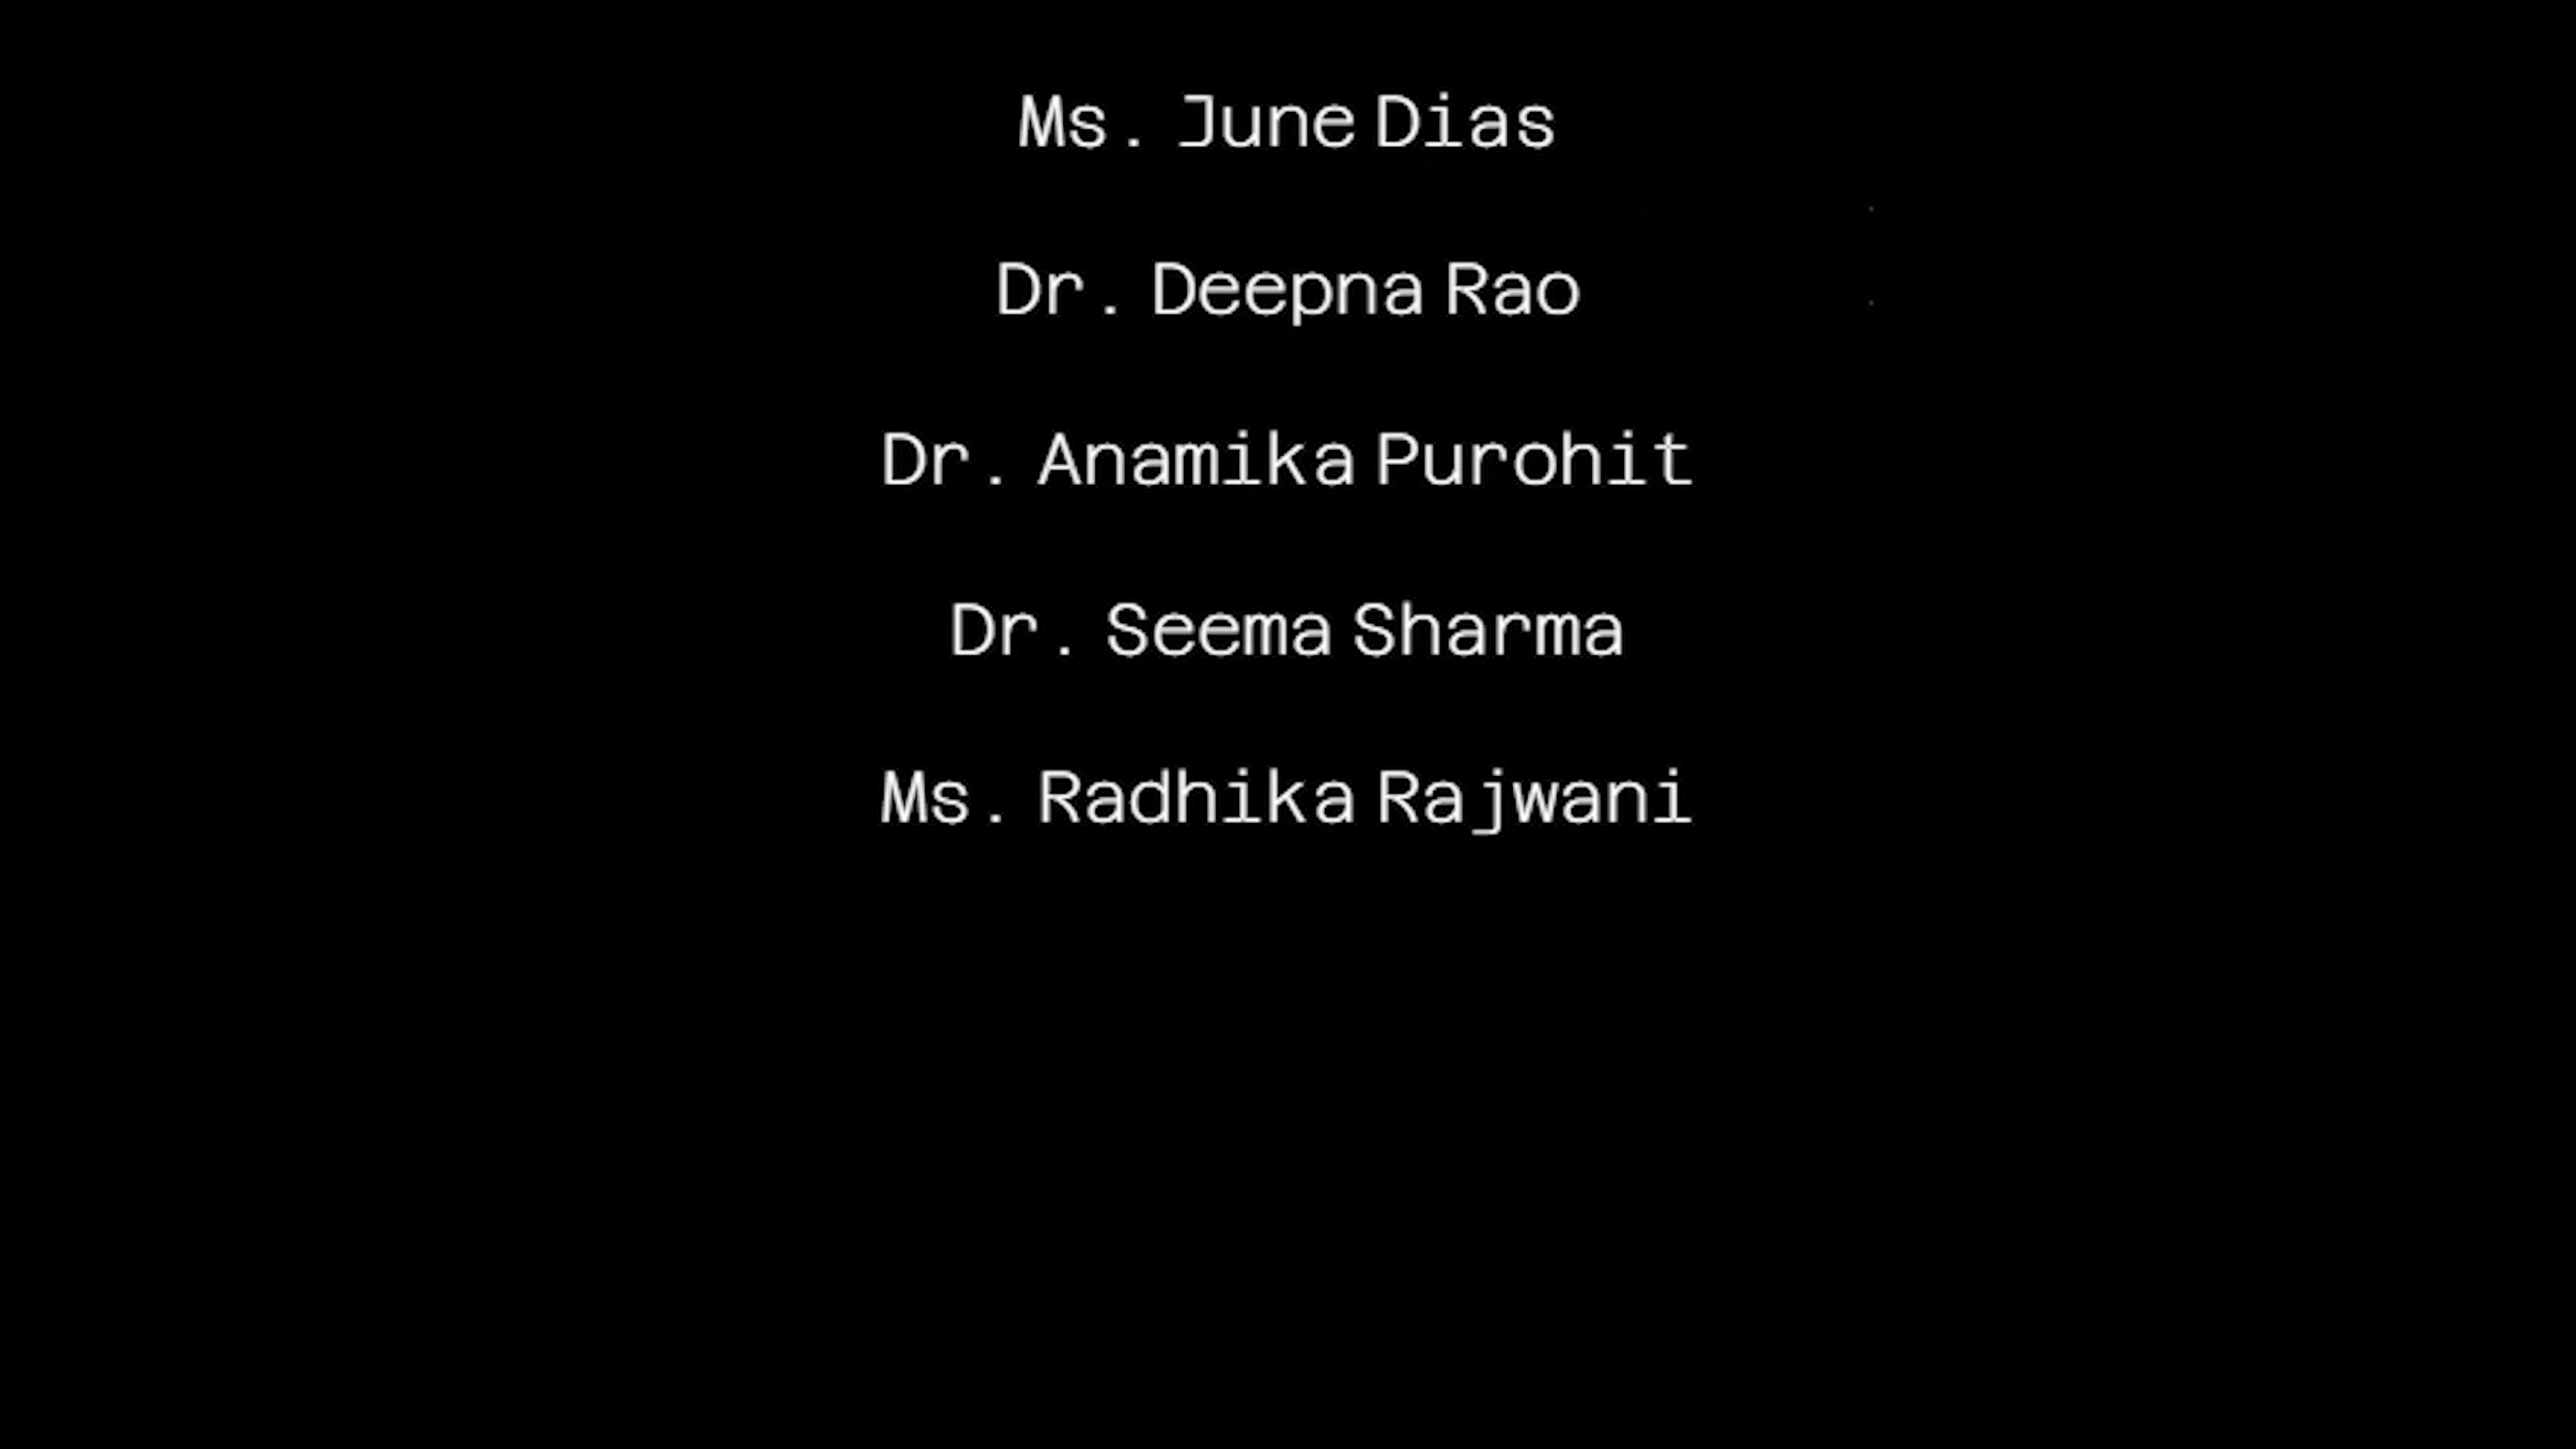 Ms. June Dias
Dr. Deepna Rao
Dr. Anamika Purohit
Dr. Seema Sharma
Ms. Radhika Rajwani